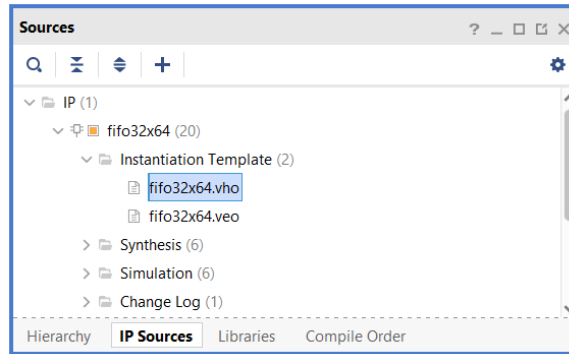 Sources
IP (1)
fifo32x64 (20)
Instantiation Template (2)
fifo32x64.vho
fifo32x64.veo
Synthesis (6)
Simulation (6)
Change Log (1)
Hierarchy IP Sources Libraries Compile Order